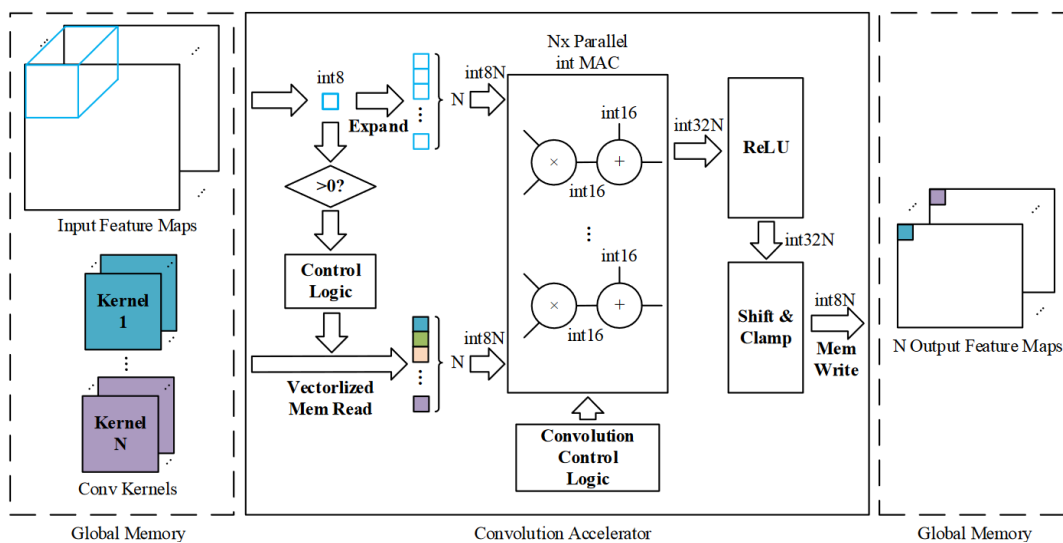 Input Feature Maps
Kernel
1
Kernel
N
Conv Kernels
Global Memory
int8
Expand
N
int8N
>0?
Control
Logic
Vectorlized
Mem Read
N
int8N
Nx Parallel
int MAC
int16
×
+
int16
int16
×
+
int16
Convolution
Control
Logic
int32N
ReLU
int32N
Shift &
Clamp
int8N
Mem
Write
Convolution Accelerator
N Output Feature Maps
Global Memory